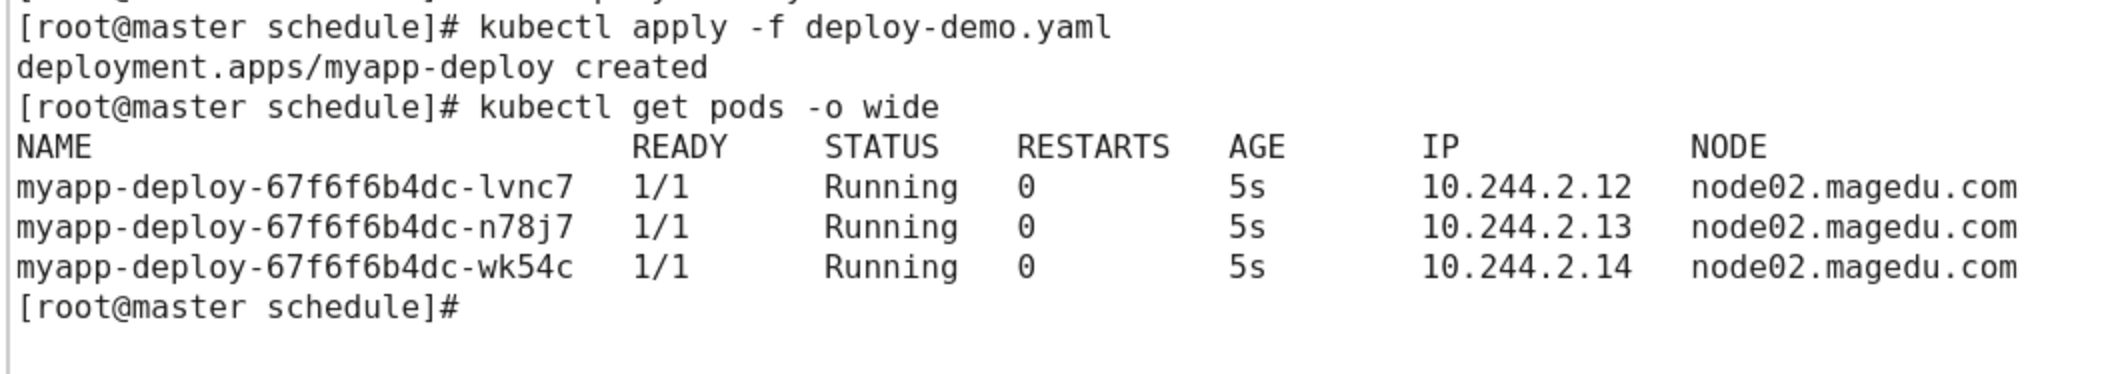 [root@master schedule]# kubectl apply -f deploy-demo.yaml
deployment.apps/myapp-deploy created
[root@master schedule]# kubectl get pods -o wide
NAME                            READY     STATUS    RESTARTS   AGE       IP            NODE
myapp-deploy-67f6f6b4dc-lvnc7   1/1       Running   0          5s        10.244.2.12   node02.magedu.com
myapp-deploy-67f6f6b4dc-n78j7   1/1       Running   0          5s        10.244.2.13   node02.magedu.com
myapp-deploy-67f6f6b4dc-wk54c   1/1       Running   0          5s        10.244.2.14   node02.magedu.com
[root@master schedule]#